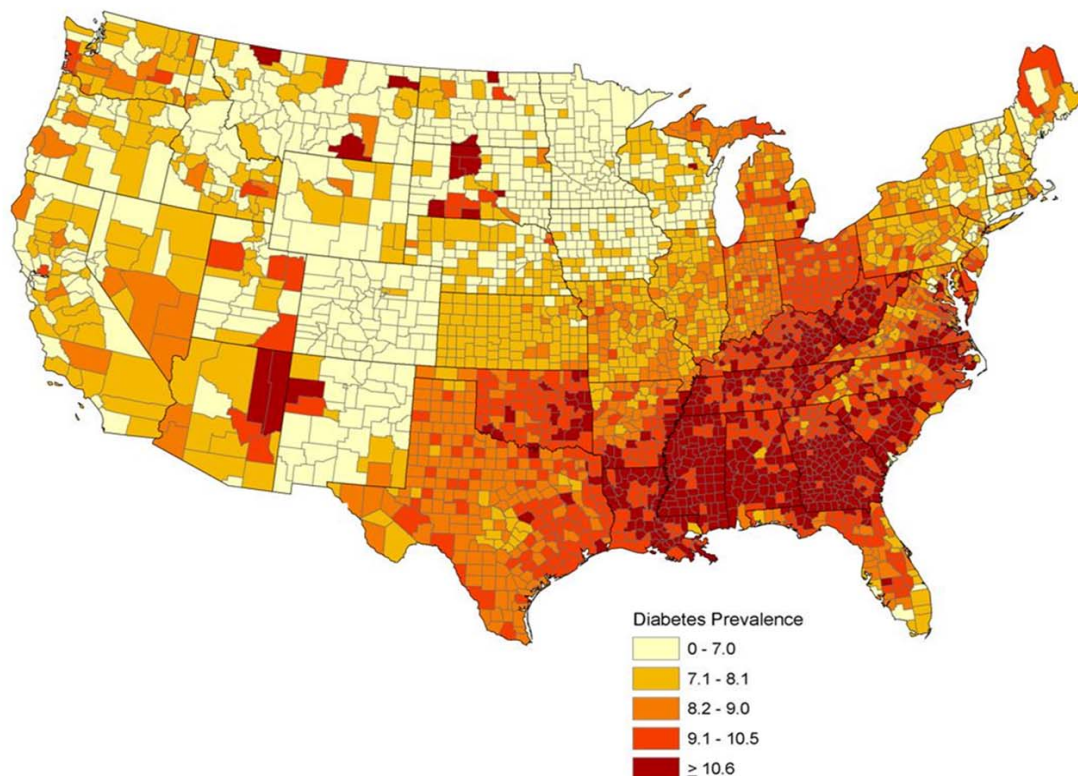 Diabetes Prevalence
0 - 7.0
7.1 - 8.1
8.2 - 9.0
9.1 - 10.5
≥ 10.6